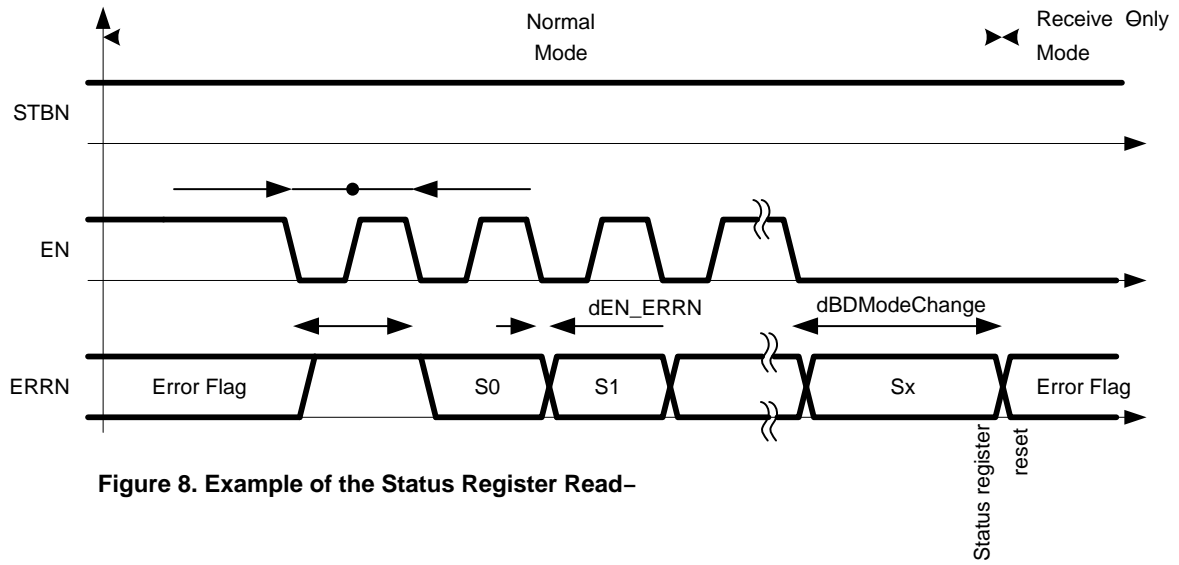 Normal
Mode
Receive Only
Mode
STBN
EN
dEN_ERRN
dBDModeChange
ERRN
Error Flag
S0
S1
Sx
Error Flag
Status register
reset
Figure 8. Example of the Status Register Read−